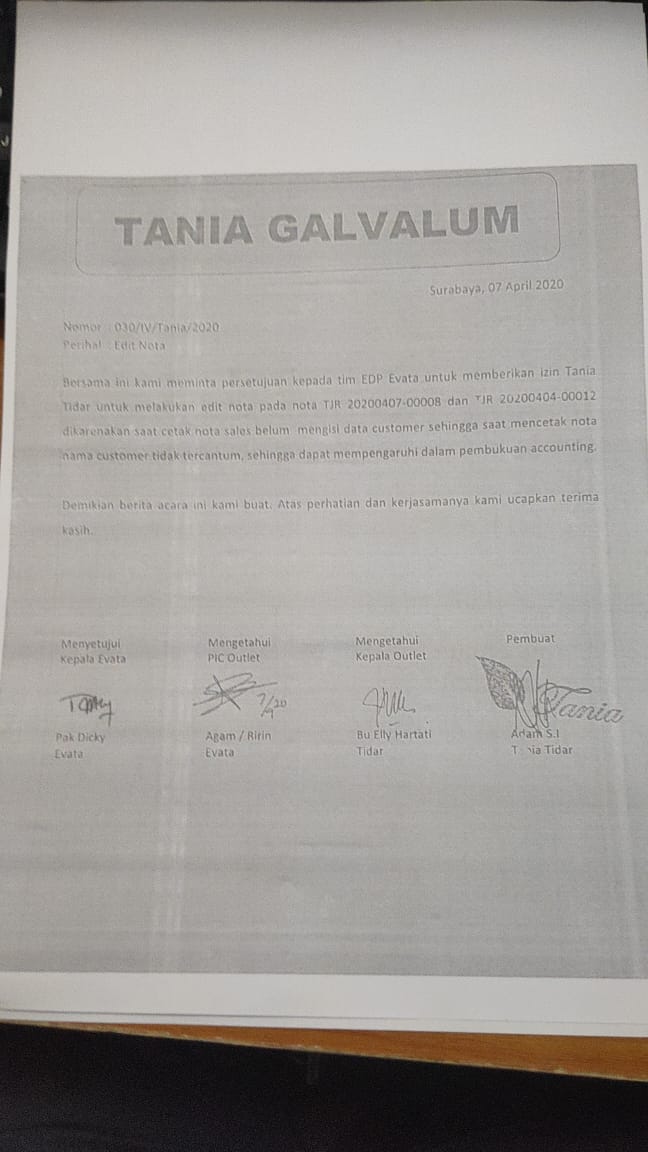 TANIA GALVALUM
Surabaya, 07 April 2020
Nomor : 030/IV/Tania/2020
Perihal : Edit Nota
Bersama ini kami meminta persetujuan kepada tim EDP Evata untuk memberikan izin Tania
Tidar untuk melakukan edit nota pada nota TJR 20200407-00008 dan TJR 20200404-00012
dikarenakan saat cetak nota sales belum mengisi data customer sehingga saat mencetak nota
nama customer tidak tercantum, sehingga dapat mempengaruhi dalam pembukuan accounting.
Demikian berita acara ini kami buat. Atas perhatian dan kerjasamanya kami ucapkan terima
kasih.
Menyetujui Mengetahui Mengetahui Pembuat
Kepala Evata PIC Outlet Kepala Outlet
Tania
Pak Dicky Agam / Ririn Bu Elly Hartati Adam S.I
Evata Evata Tidar Tania Tidar